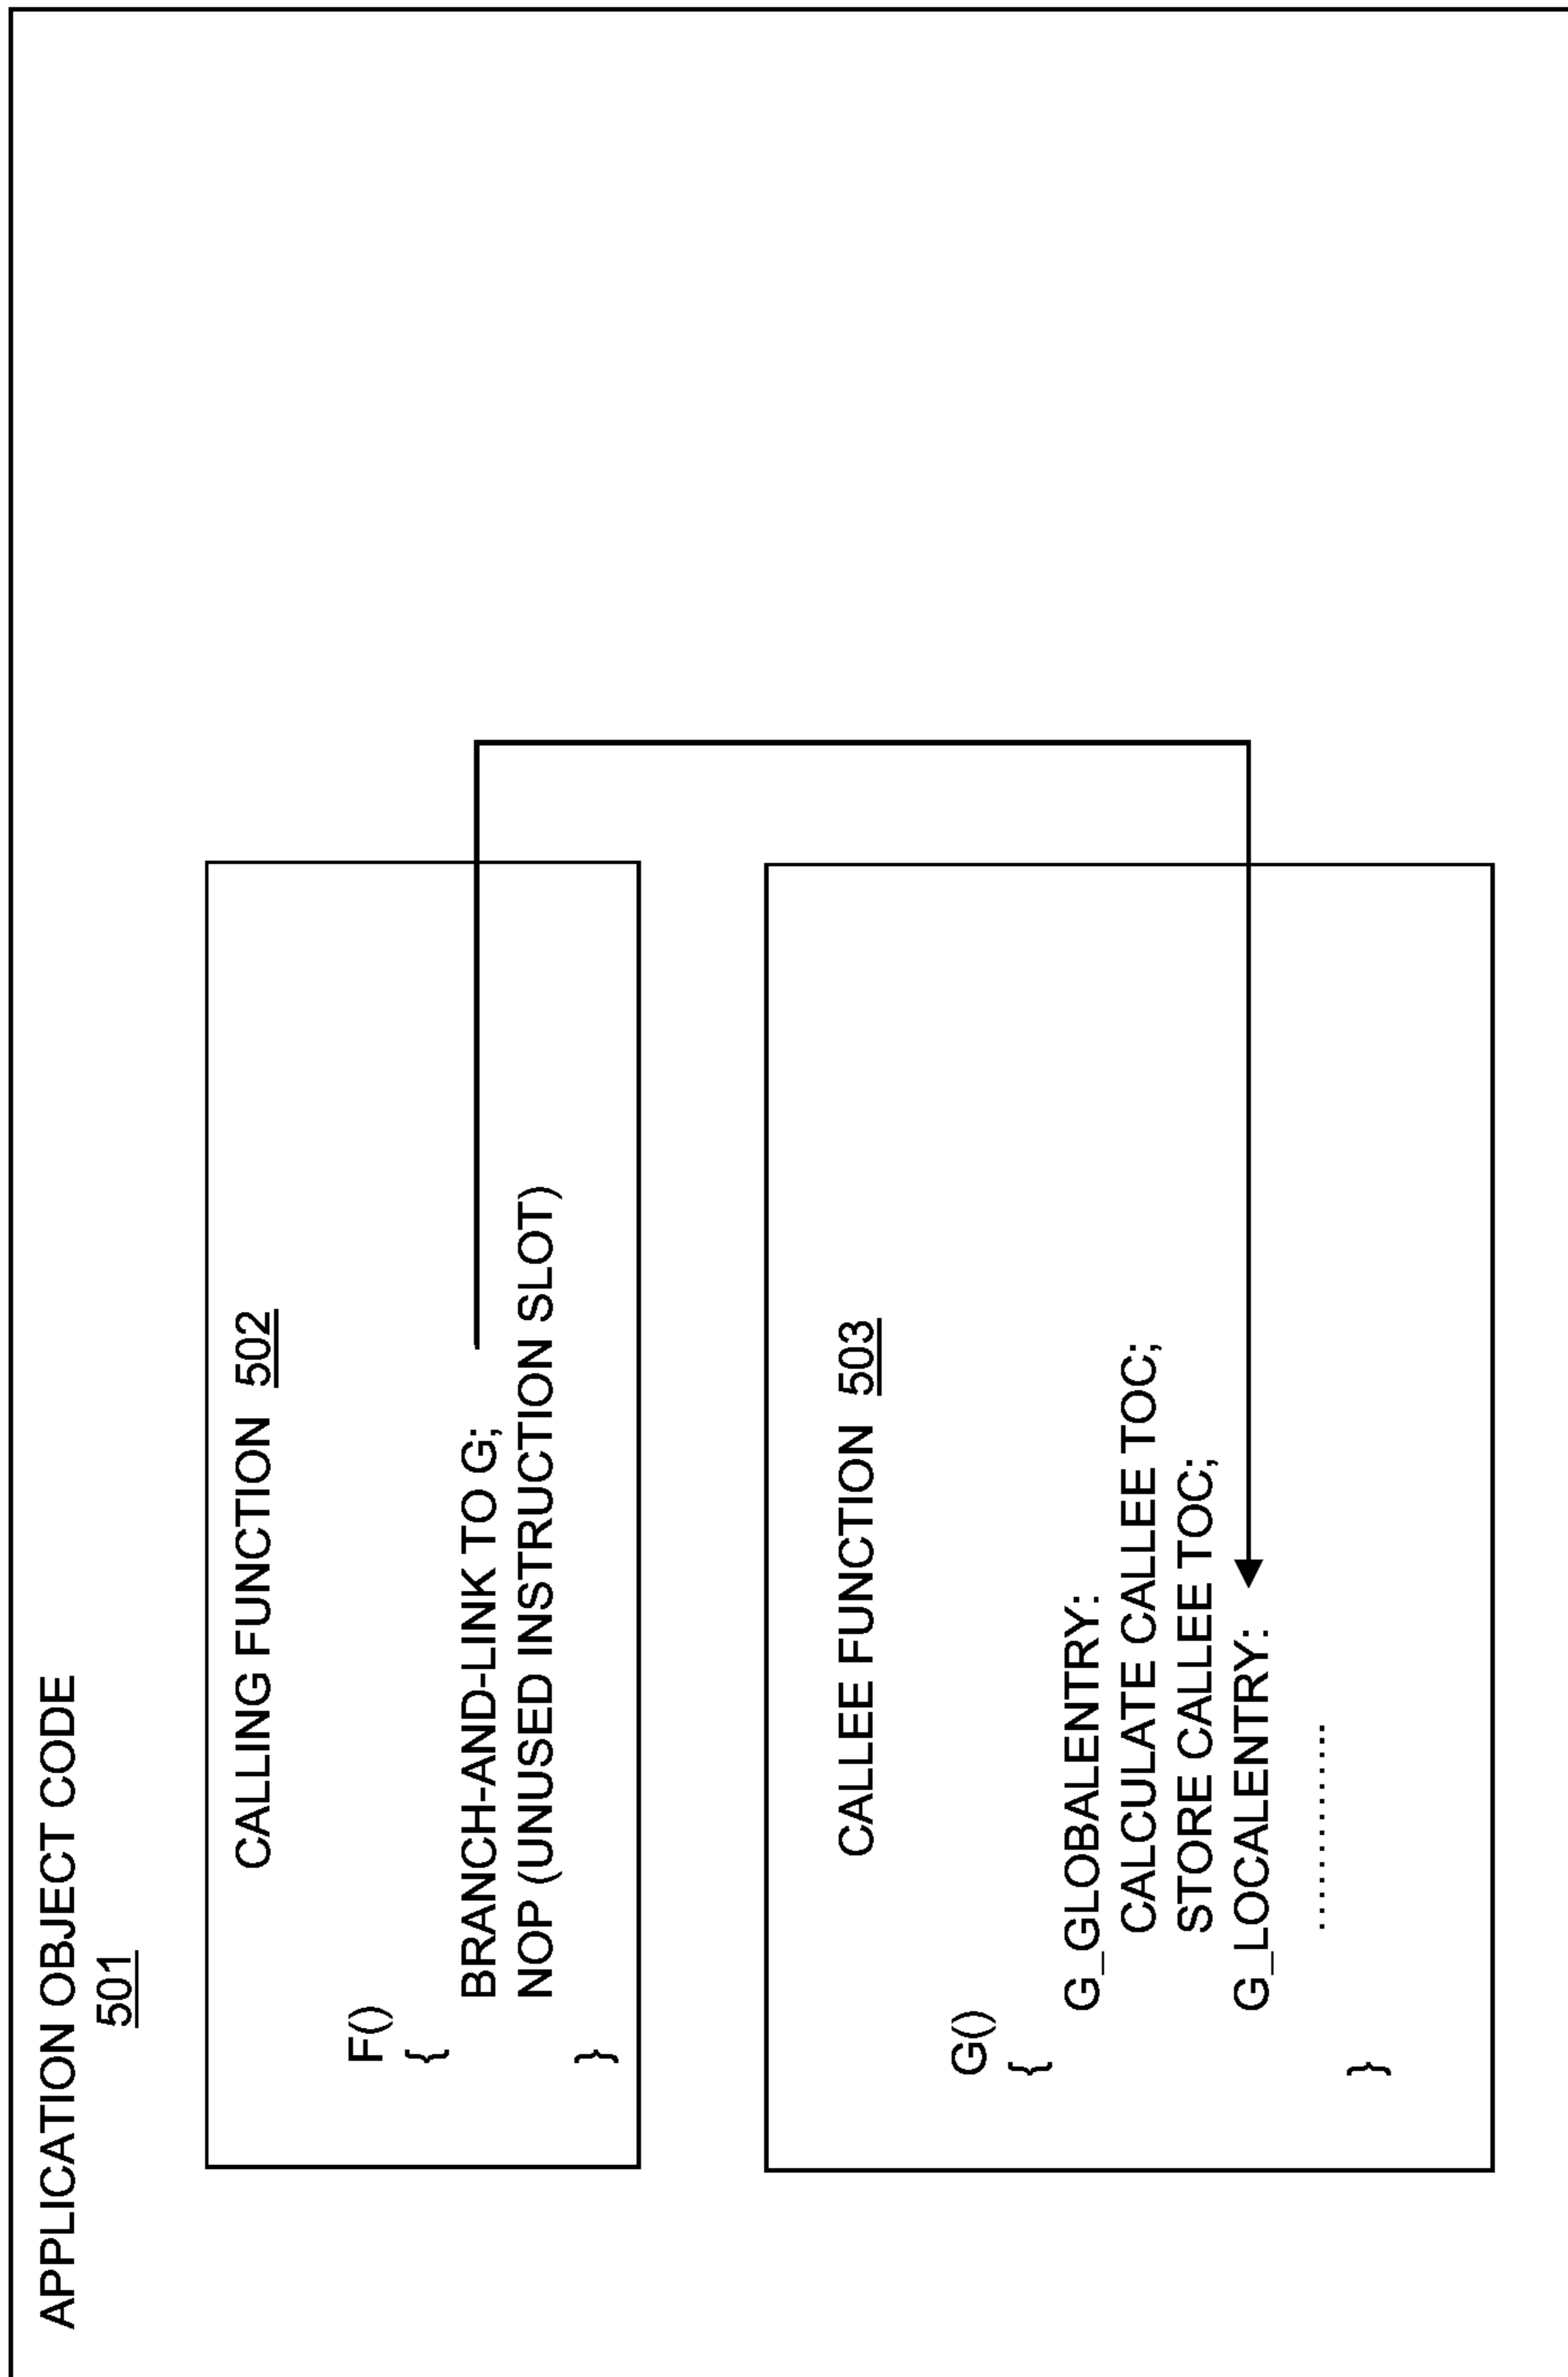 APPLICATION OBJECT CODE
501
CALLING FUNCTION 502
F()
{
BRANCH-AND-LINK TO G;
NOP (UNUSED INSTRUCTION SLOT)
}
CALLEE FUNCTION 503
G()
{
G_GLOBALENTRY:
CALCULATE CALLEE TOC;
STORE CALLEE TOC;
G_LOCALENTRY:
..............
}